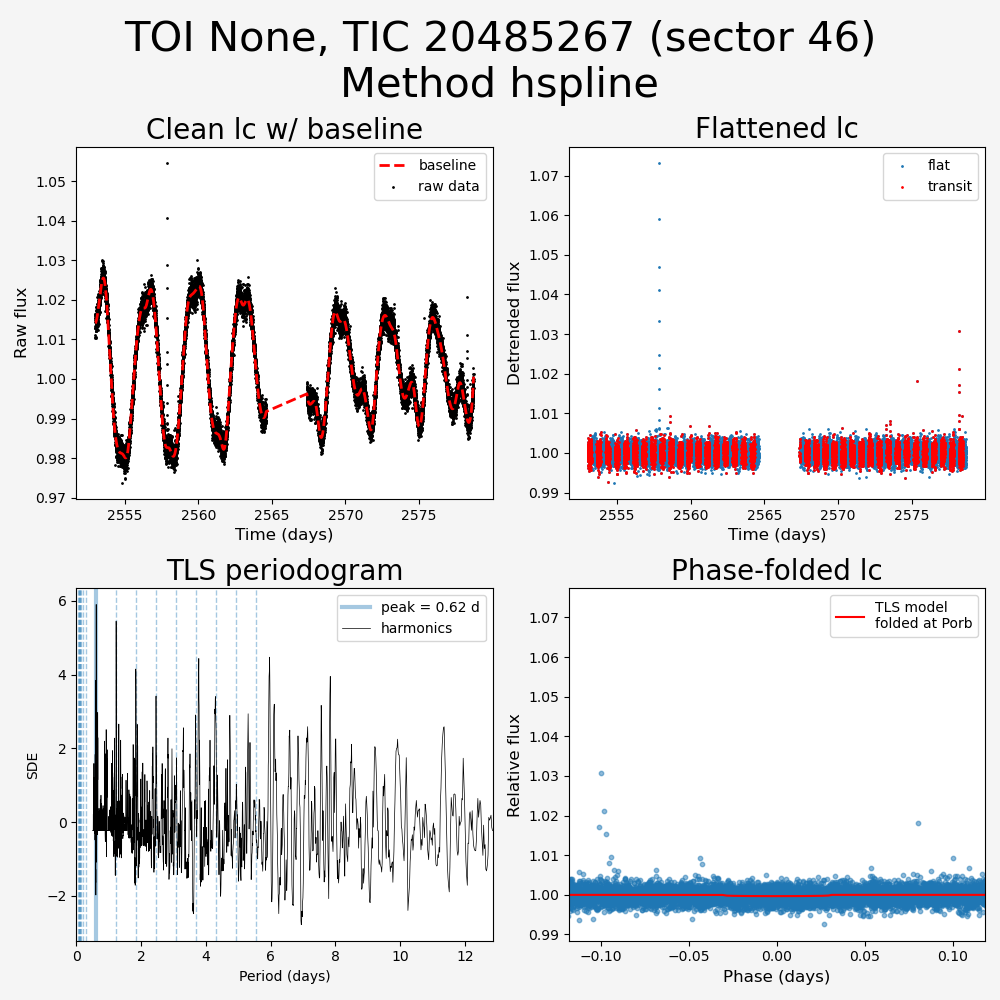 TOI None, TIC 20485267 (sector 46)
Method hspline
Clean lc w/ baseline
baseline
raw data
Raw flux
1.05
1.04
1.03
1.02
1.01
1.00
0.99
0.98
0.97
2555
2560
2565
2570
2575
Time (days)
Flattened lc
flat
transit
Detrended flux
1.07
1.06
1.05
1.04
1.03
1.02
1.01
1.00
0.99
2555
2560
2565
2570
2575
Time (days)
TLS periodogram
peak = 0.62 d
harmonics
SDE
6
4
2
0
−2
0
2
4
6
8
10
12
Period (days)
Phase-folded lc
TLS model
folded at Porb
Relative flux
1.07
1.06
1.05
1.04
1.03
1.02
1.01
1.00
0.99
−0.10
−0.05
0.00
0.05
0.10
Phase (days)